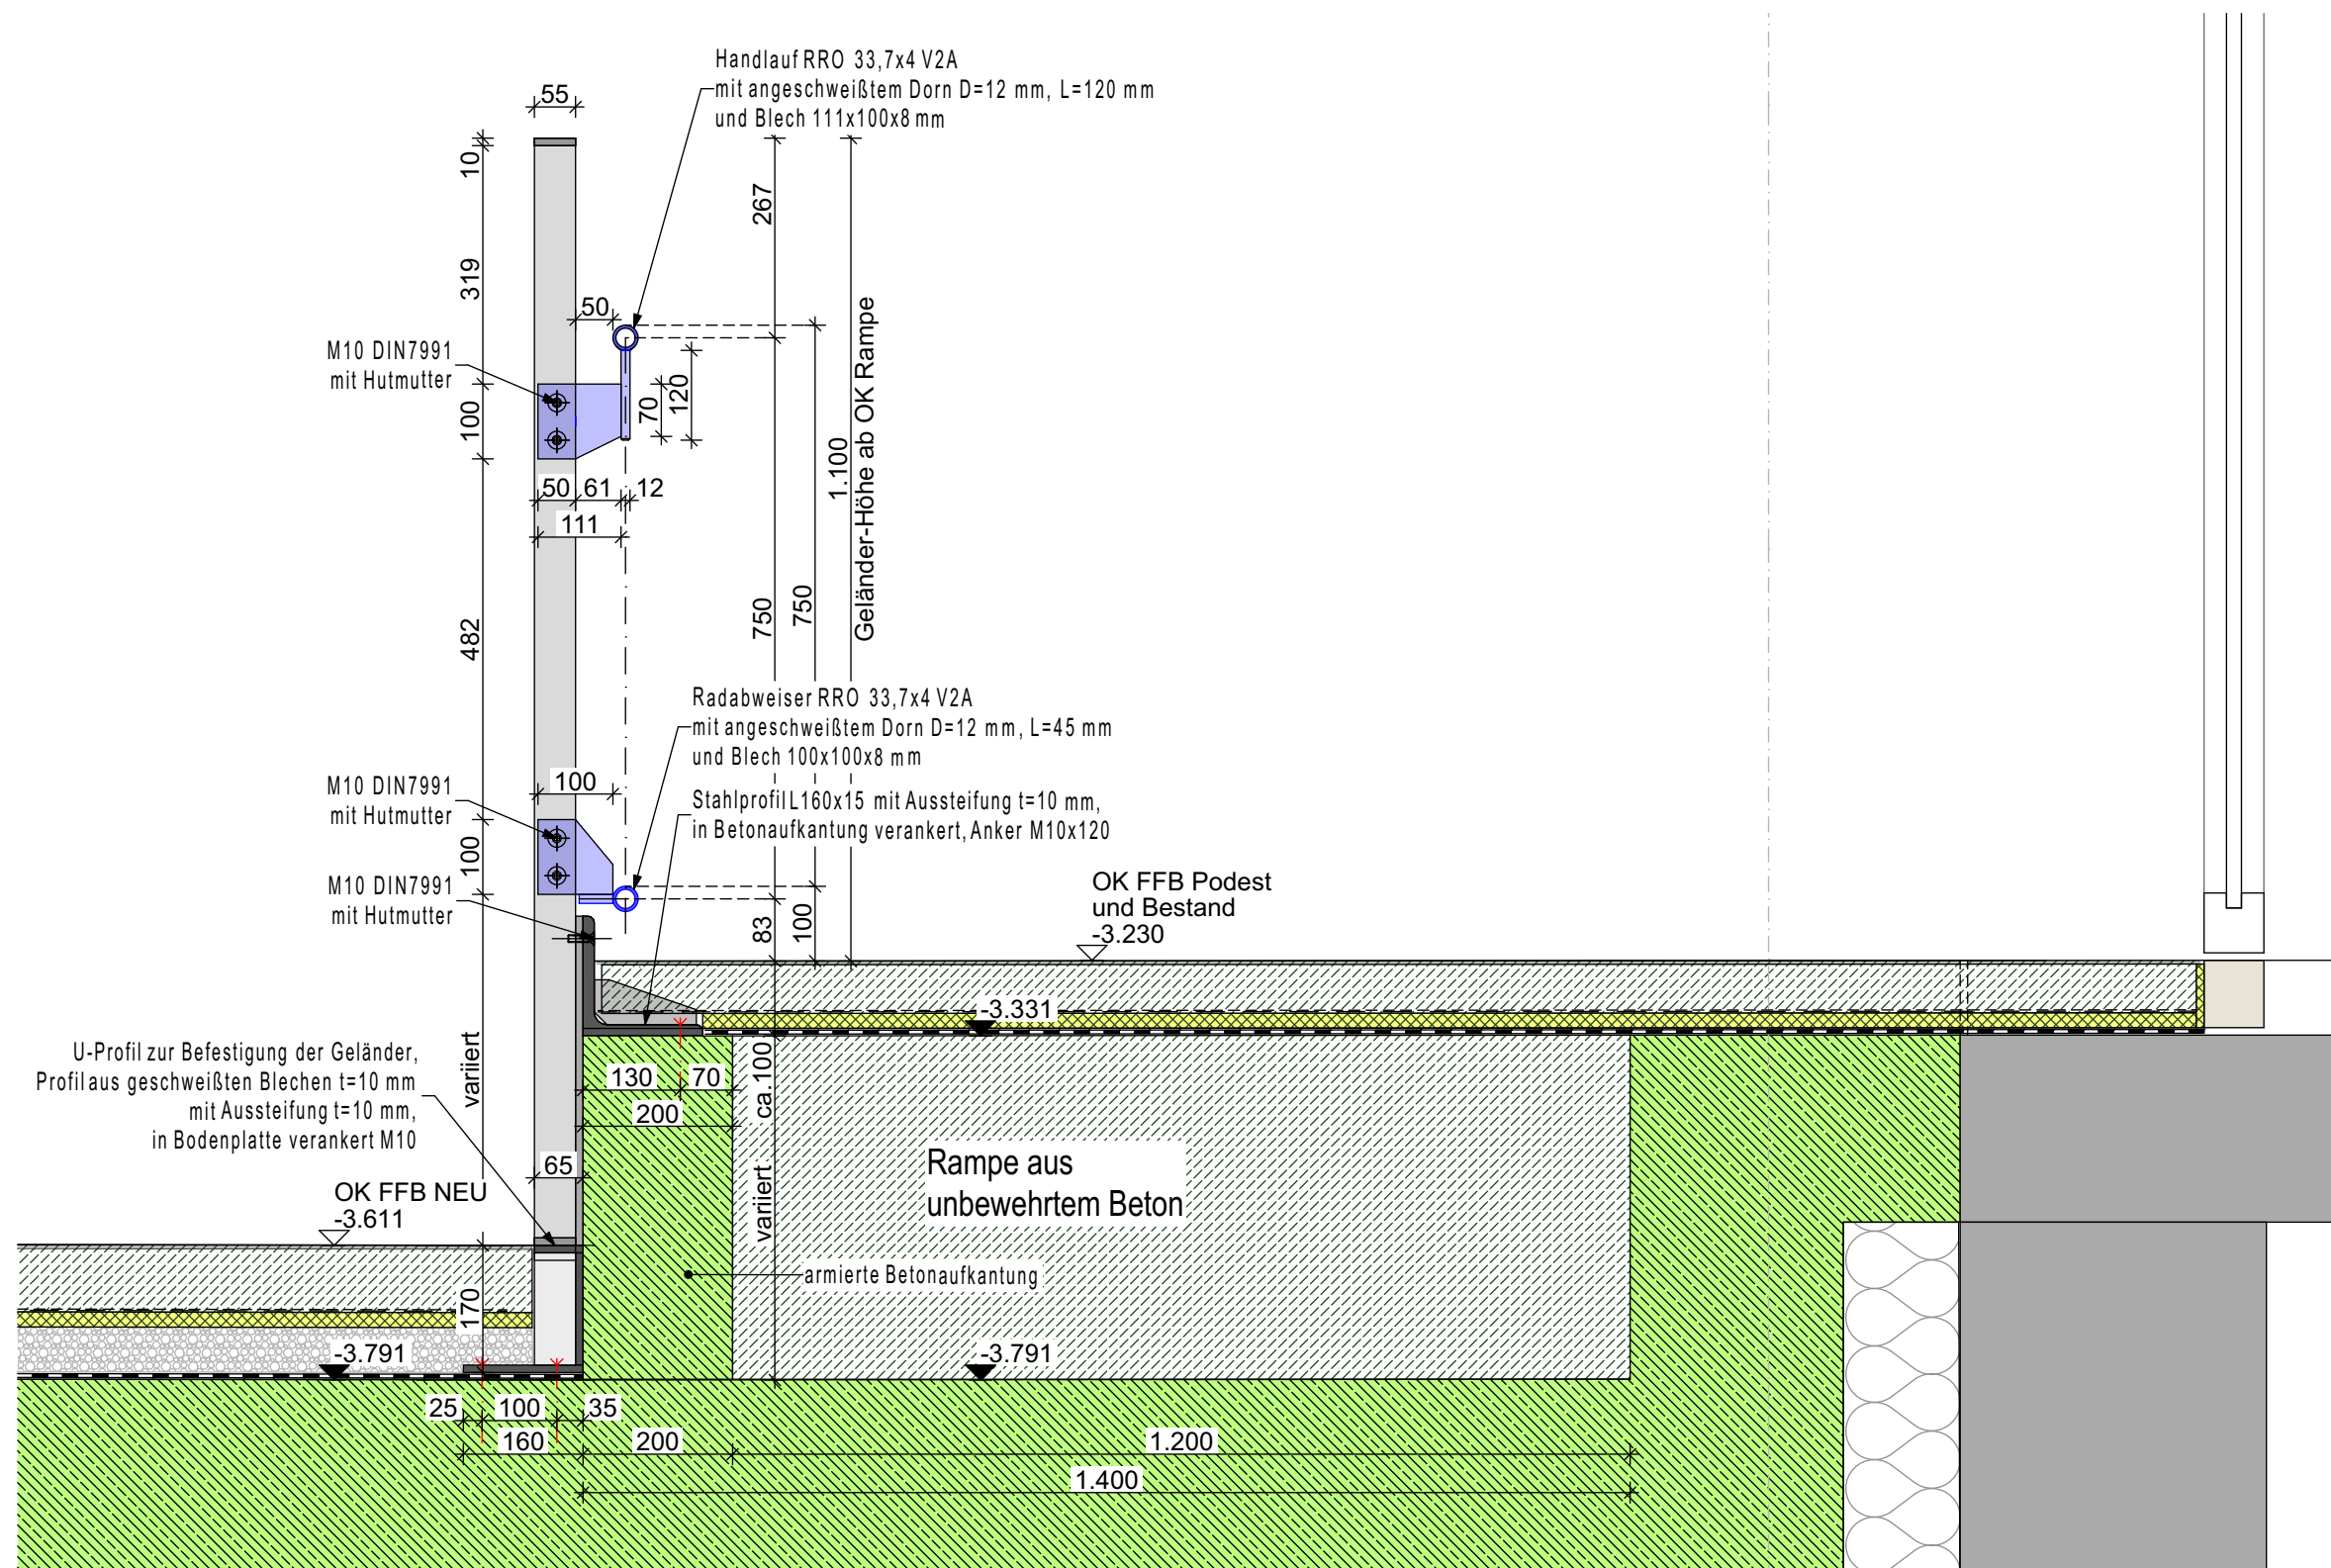 Handlauf RRO 33,7x4 V2A
mit angeschweißtem Dorn D=12 mm, L=120 mm
und Blech 111x100x8 mm
55
10
267
319
50
M10 DIN7991
mit Hutmutter
100
70
120
1.100
Geländer-Höhe ab OK Rampe
50 61 12
111
482
750
750
Radabweiser RRO 33,7x4 V2A
mit angeschweißtem Dorn D=12 mm, L=45 mm
und Blech 100x100x8 mm
M10 DIN7991
mit Hutmutter
100
Stahlprofil L160x15 mit Aussteifung t=10 mm,
in Betonaufkantung verankert, Anker M10x120
100
M10 DIN7991
mit Hutmutter
83
100
OK FFB Podest
und Bestand
-3.230
-3.331
variiert
U-Profil zur Befestigung der Geländer,
Profil aus geschweißten Blechen t=10 mm
mit Aussteifung t=10 mm,
in Bodenplatte verankert M10
130 70
200
ca.100
65
variiert
Rampe aus
unbewehrtem Beton
OK FFB NEU
-3.611
armierte Betonaufkantung
170
-3.791
-3.791
25 100 35
160 200 1.200
1.400